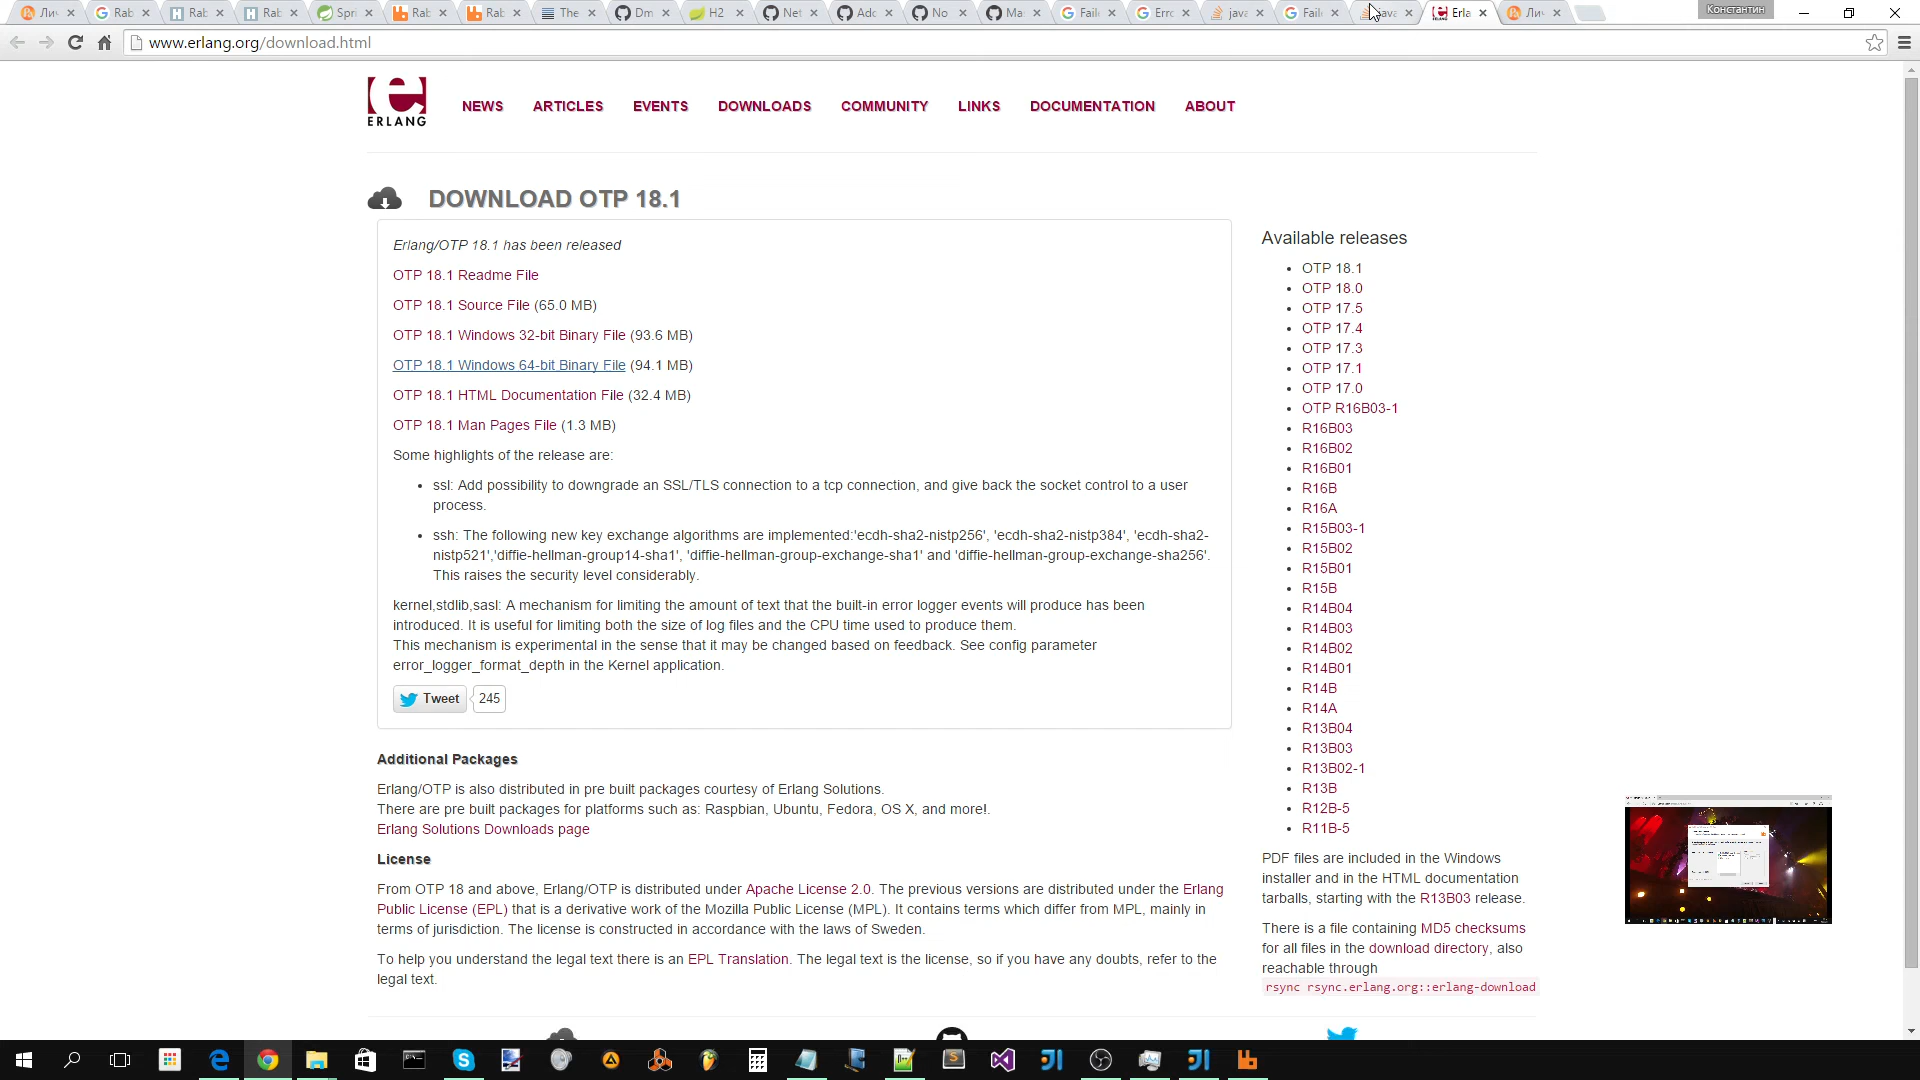 Ли
Rab
Rab
Rab
Spri
Rab
Rab
The
Dm
H2
Net
Adc
No
Ma
Faile
Erro
java
Faile
java
Erla
Ли
Константин
www.erlang.org/download.html
ERLANG
NEWS ARTICLES EVENTS DOWNLOADS COMMUNITY LINKS DOCUMENTATION ABOUT
DOWNLOAD OTP 18.1
Erlang/OTP 18.1 has been released
OTP 18.1 Readme File
OTP 18.1 Source File (65.0 MB)
OTP 18.1 Windows 32-bit Binary File (93.6 MB)
OTP 18.1 Windows 64-bit Binary File (94.1 MB)
OTP 18.1 HTML Documentation File (32.4 MB)
OTP 18.1 Man Pages File (1.3 MB)
Some highlights of the release are:
• ssl: Add possibility to downgrade an SSL/TLS connection to a tcp connection, and give back the socket control to a user
process.
• ssh: The following new key exchange algorithms are implemented:'ecdh-sha2-nistp256', 'ecdh-sha2-nistp384', 'ecdh-sha2-
nistp521','diffie-hellman-group14-sha1', 'diffie-hellman-group-exchange-sha1' and 'diffie-hellman-group-exchange-sha256'.
This raises the security level considerably.
kernel,stdlib,sasl: A mechanism for limiting the amount of text that the built-in error logger events will produce has been
introduced. It is useful for limiting both the size of log files and the CPU time used to produce them.
This mechanism is experimental in the sense that it may be changed based on feedback. See config parameter
error_logger_format_depth in the Kernel application.
Tweet 245
Additional Packages
Erlang/OTP is also distributed in pre built packages courtesy of Erlang Solutions.
There are pre built packages for platforms such as: Raspbian, Ubuntu, Fedora, OS X, and more!.
Erlang Solutions Downloads page
License
From OTP 18 and above, Erlang/OTP is distributed under Apache License 2.0. The previous versions are distributed under the Erlang
Public License (EPL) that is a derivative work of the Mozilla Public License (MPL). It contains terms which differ from MPL, mainly in
terms of jurisdiction. The license is constructed in accordance with the laws of Sweden.
To help you understand the legal text there is an EPL Translation. The legal text is the license, so if you have any doubts, refer to the
legal text.
Available releases
• OTP 18.1
• OTP 18.0
• OTP 17.5
• OTP 17.4
• OTP 17.3
• OTP 17.1
• OTP 17.0
• OTP R16B03-1
• R16B03
• R16B02
• R16B01
• R16B
• R16A
• R15B03-1
• R15B02
• R15B01
• R15B
• R14B04
• R14B03
• R14B02
• R14B01
• R14B
• R14A
• R13B04
• R13B03
• R13B02-1
• R13B
• R12B-5
• R11B-5
PDF files are included in the Windows
installer and in the HTML documentation
tarballs, starting with the R13B03 release.
There is a file containing MD5 checksums
for all files in the download directory, also
reachable through
rsync rsync.erlang.org::erlang-download